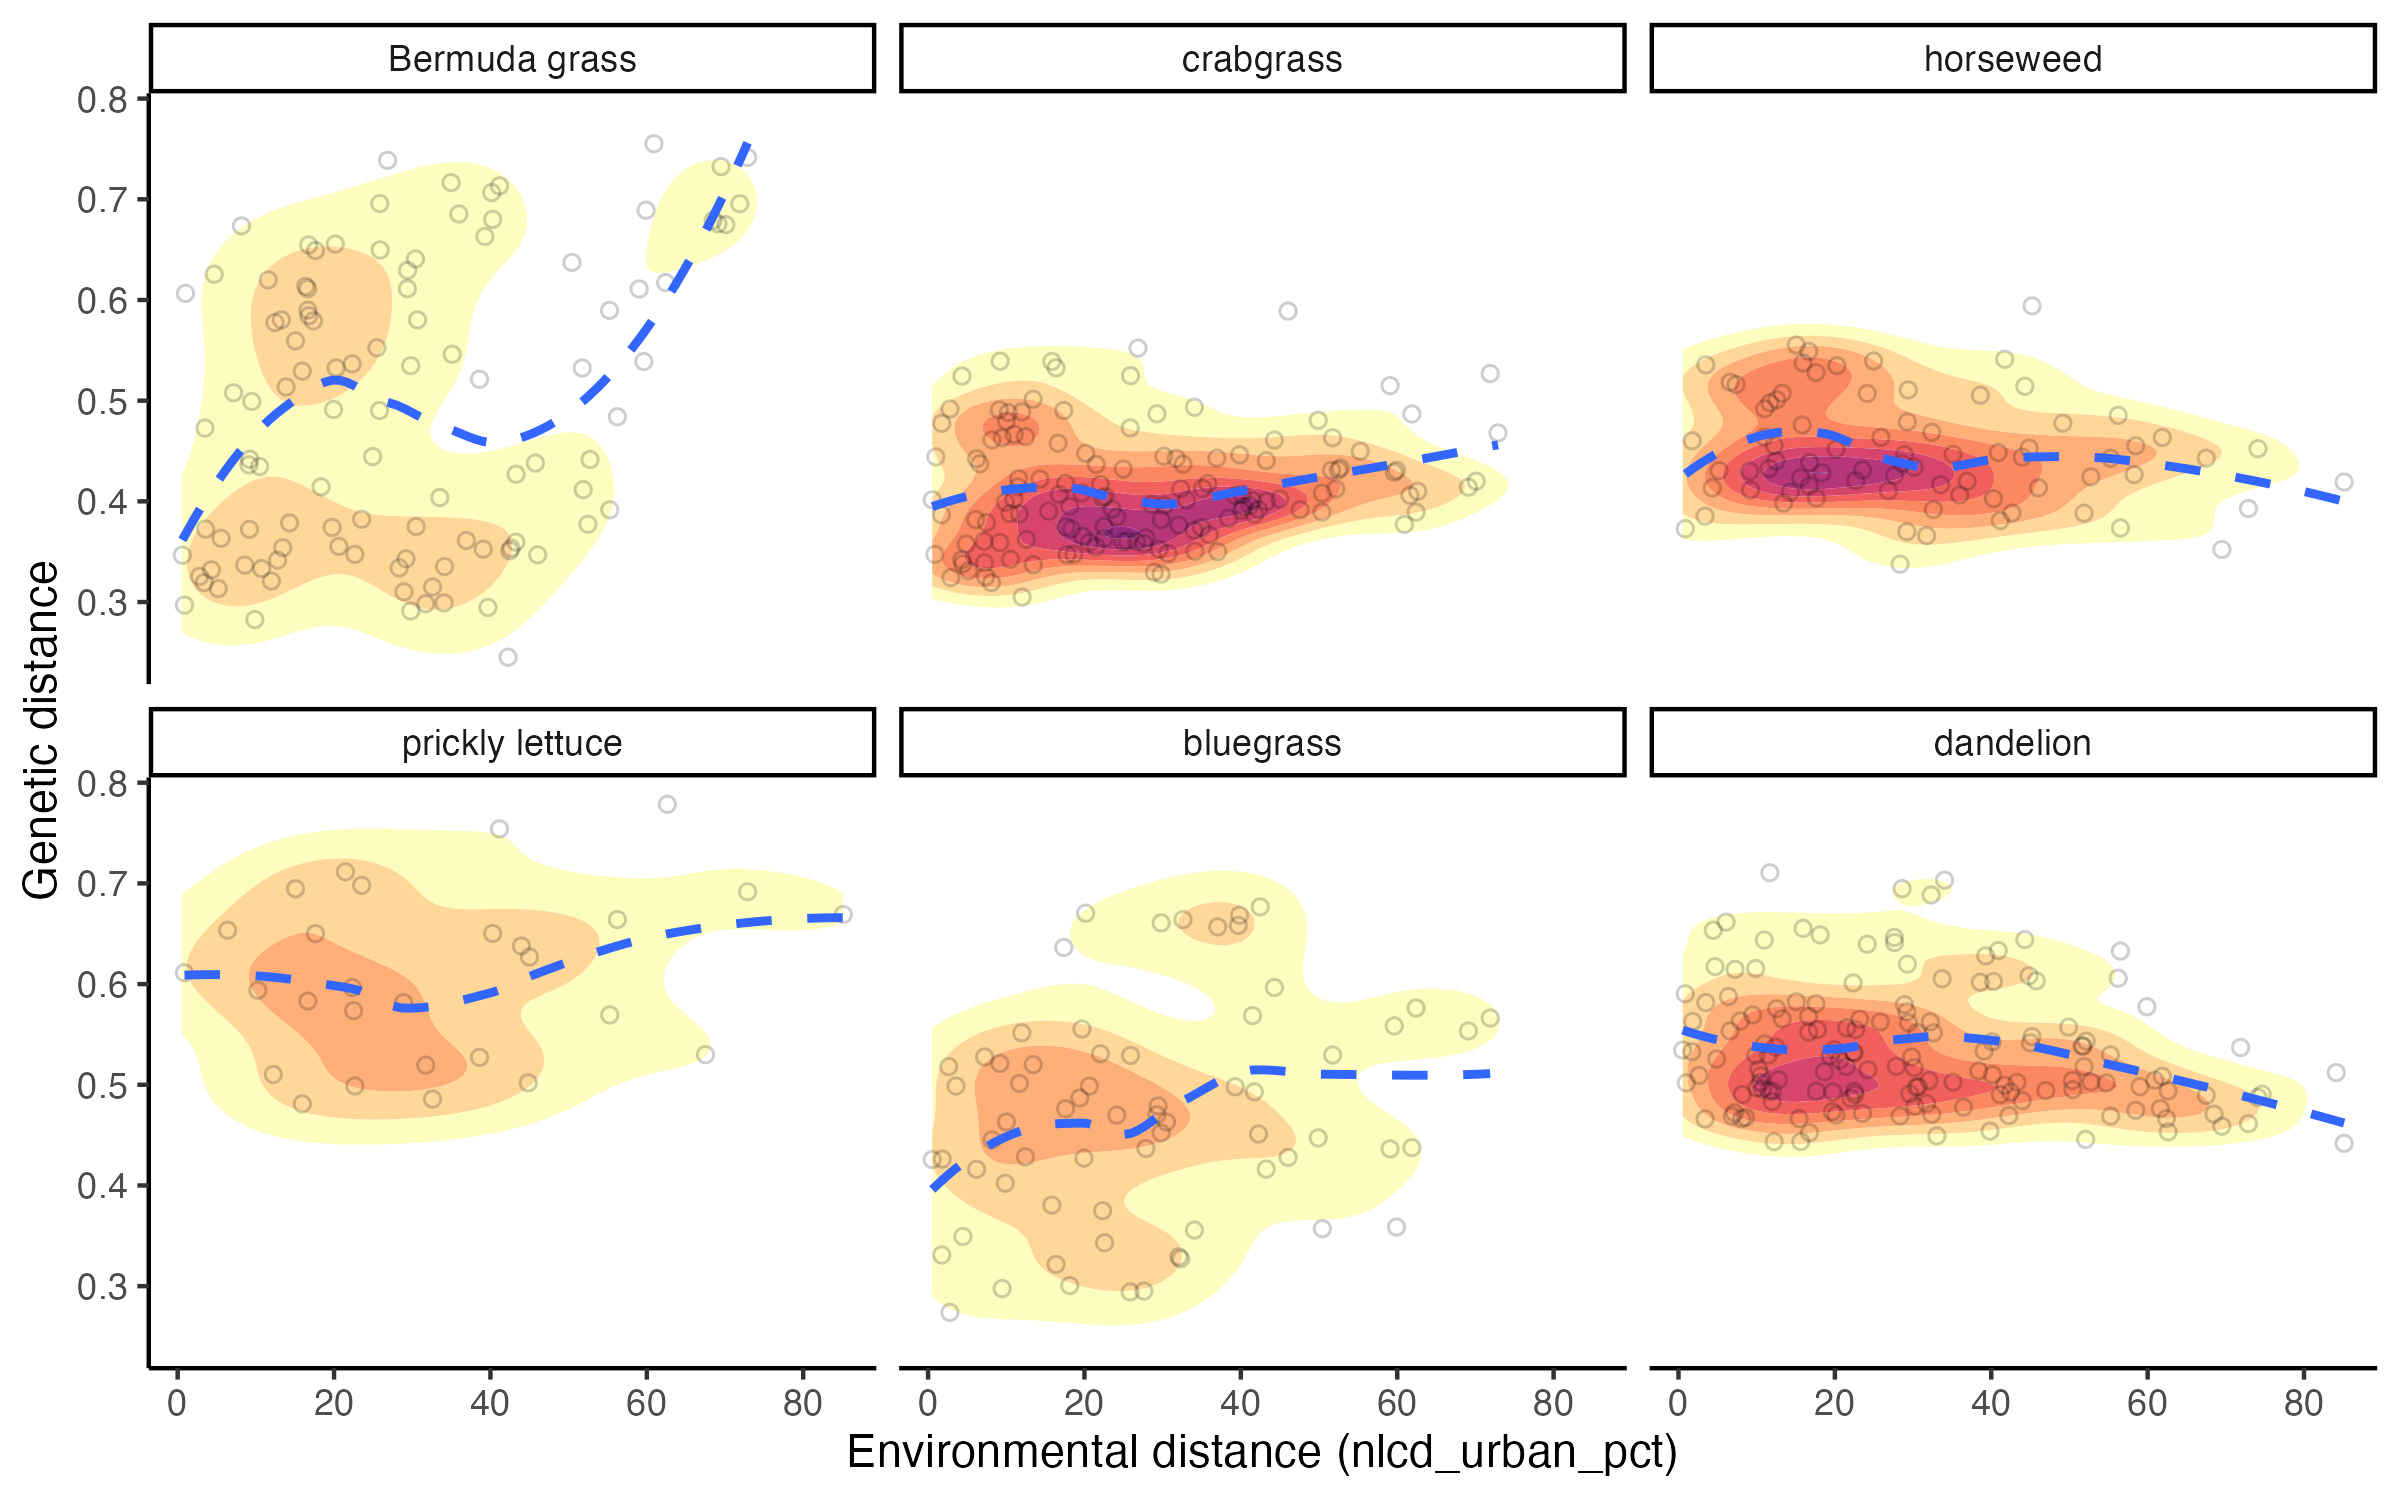 Bermuda grass
crabgrass
horseweed
0.8
0.7
0.6
0.5
0.4
0.3
prickly lettuce
bluegrass
dandelion
0.8
0.7
0.6
0.5
0.4
0.3
Genetic distance
0 20 40 60 80
0 20 40 60 80
0 20 40 60 80
Environmental distance (nlcd_urban_pct)